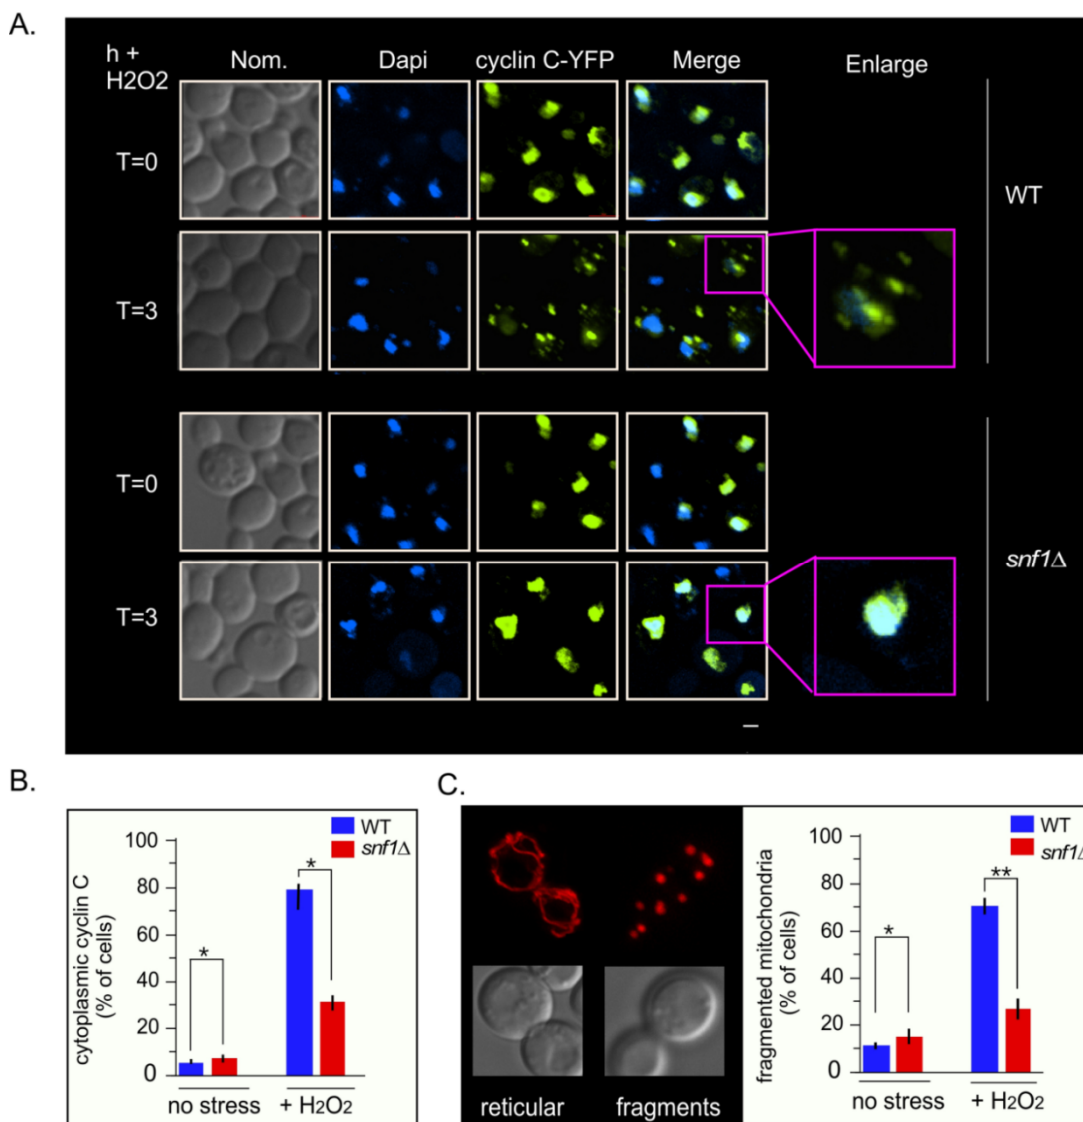 A.
h +
H2O2
Nom. Dapi cyclin C-YFP Merge Enlarge
T=0
WT
T=3
T=0
snf1Δ
T=3
B.
WT
snf1Δ
100
80
60
40
20
0
cytoplasmic cyclin C
(% of cells)
*
*
no stress + H2O2
C.
reticular fragments
WT
snf1Δ
100
80
60
40
20
0
fragmented mitochondria
(% of cells)
*
**
no stress + H2O2